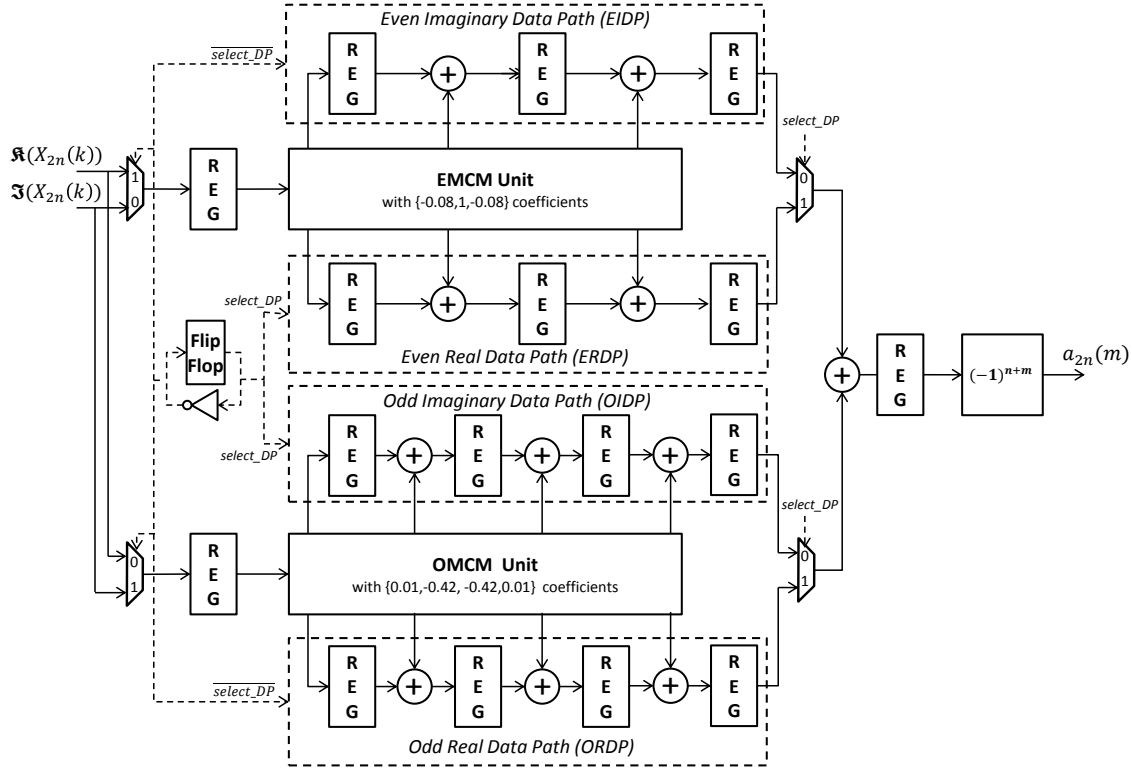 Even Imaginary Data Path (EIDP)
select_DP
R E G
R E G
R E G
select_DP
𝕽(X₂ₙ(k))
𝕴(X₂ₙ(k))
1
0
R E G
EMCM Unit
with {-0.08,1,-0.08} coefficients
0
1
select_DP
R E G
R E G
R E G
Even Real Data Path (ERDP)
Flip
Flop
R E G
(−1)ⁿ⁺ᵐ
a₂ₙ(m)
Odd Imaginary Data Path (OIDP)
select_DP
R E G
R E G
R E G
R E G
select_DP
0
1
R E G
OMCM Unit
with {0.01,-0.42, -0.42,0.01} coefficients
0
1
select_DP
R E G
R E G
R E G
R E G
Odd Real Data Path (ORDP)